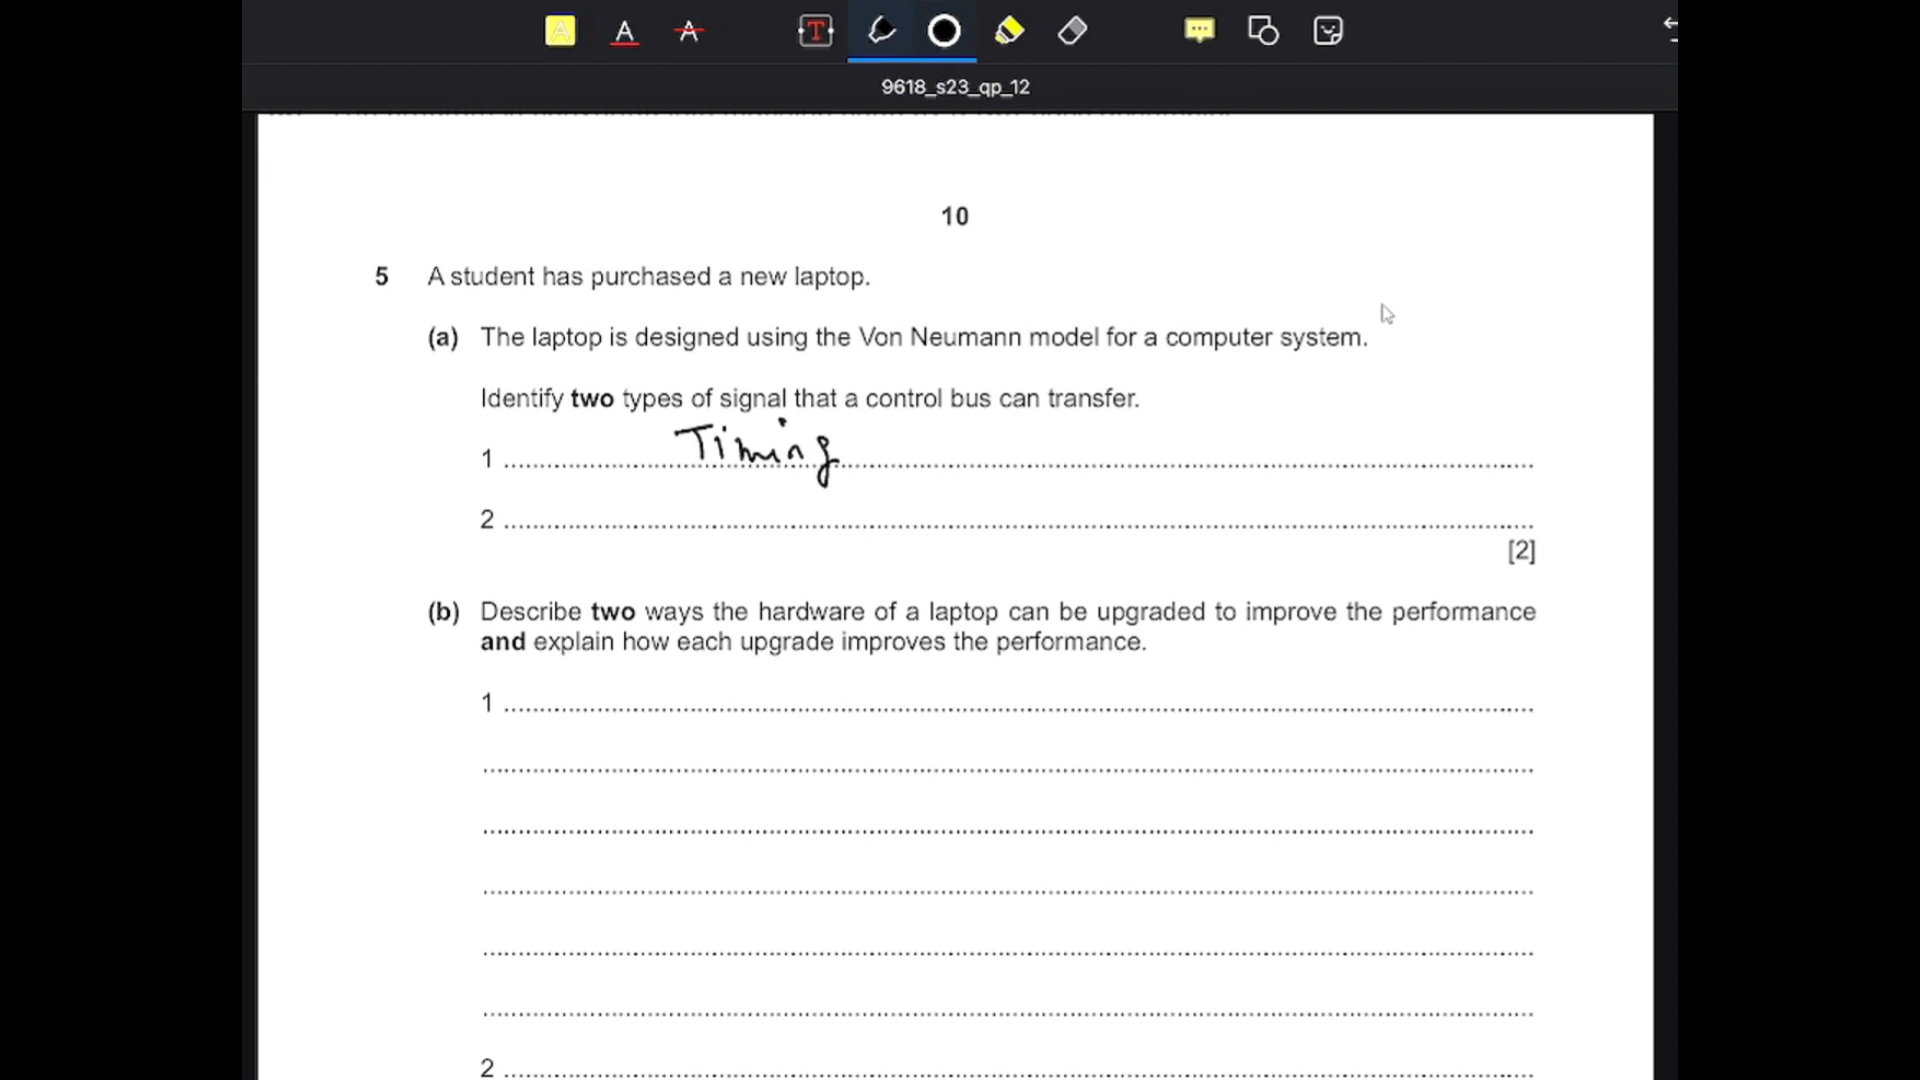 9618_s23_qp_12
10
5 A student has purchased a new laptop.
(a) The laptop is designed using the Von Neumann model for a computer system.
Identify two types of signal that a control bus can transfer.
1 Timing
2
[2]
(b) Describe two ways the hardware of a laptop can be upgraded to improve the performance
and explain how each upgrade improves the performance.
1
2